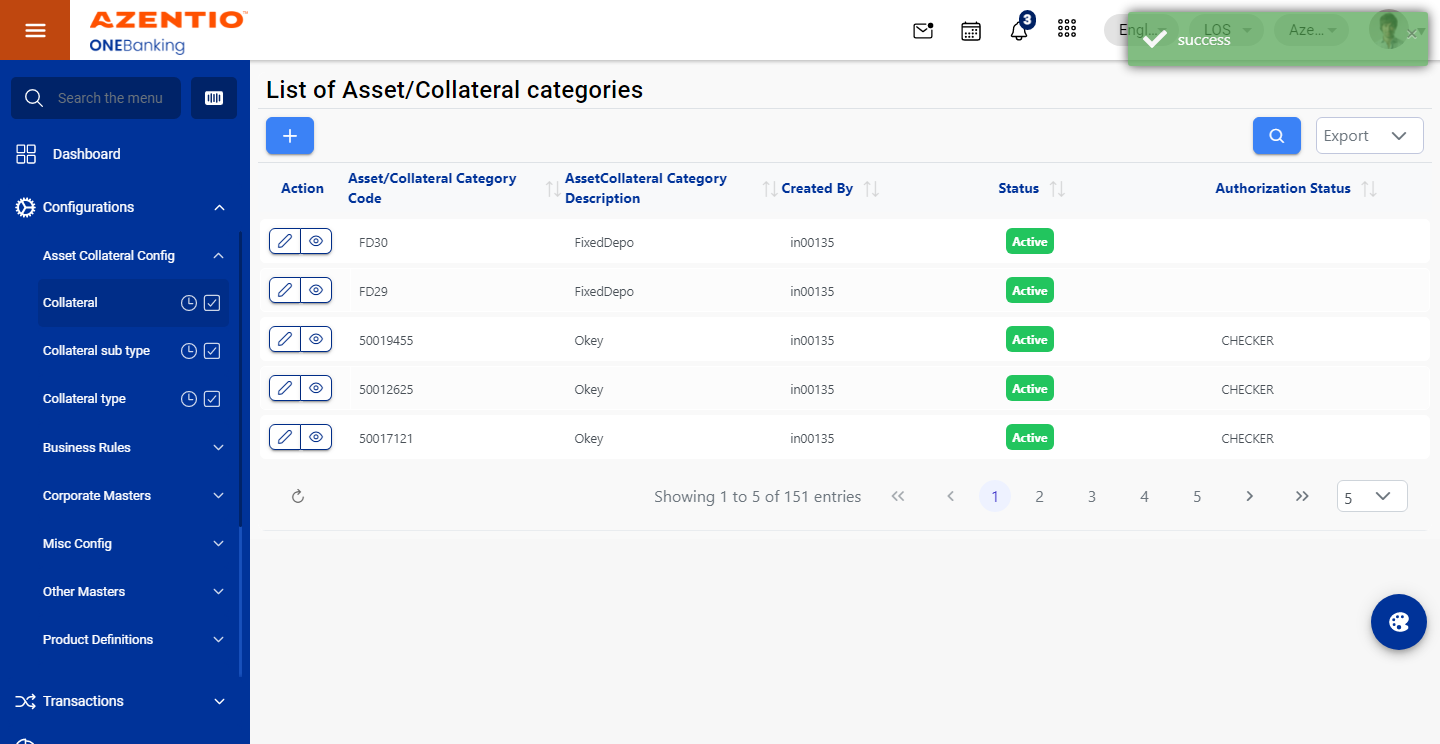 AZENTIO™
ONEBanking
3
Engl...
LOS
Aze...
success
Search the menu
Dashboard
Configurations
Asset Collateral Config
Collateral
Collateral sub type
Collateral type
Business Rules
Corporate Masters
Misc Config
Other Masters
Product Definitions
Transactions
List of Asset/Collateral categories
Export
Action
Asset/Collateral Category
Code
AssetCollateral Category
Description
Created By
Status
Authorization Status
FD30 FixedDepo in00135 Active
FD29 FixedDepo in00135 Active
50019455 Okey in00135 Active CHECKER
50012625 Okey in00135 Active CHECKER
50017121 Okey in00135 Active CHECKER
Showing 1 to 5 of 151 entries
1 2 3 4 5
5